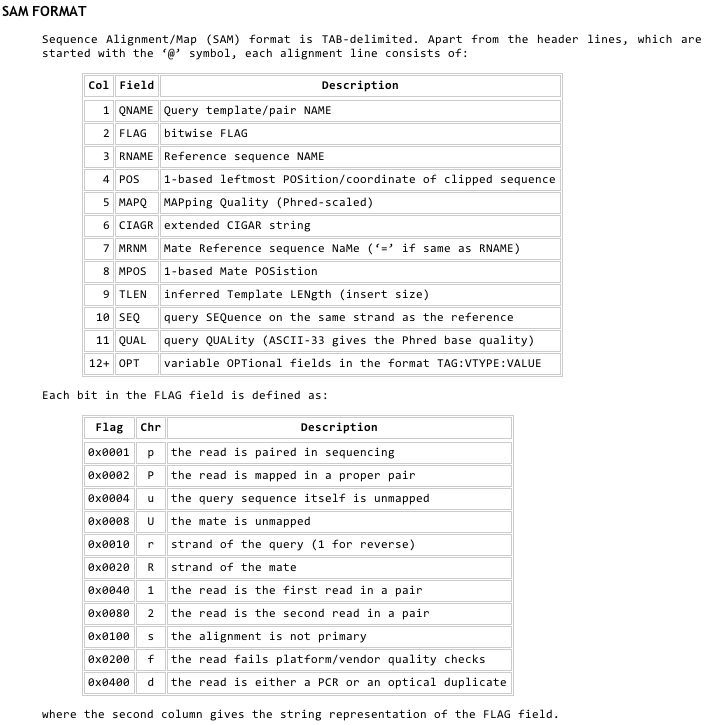 SAM FORMAT
Sequence Alignment/Map (SAM) format is TAB-delimited. Apart from the header lines, which are
started with the ‘@’ symbol, each alignment line consists of:
Col Field Description
1 QNAME Query template/pair NAME
2 FLAG bitwise FLAG
3 RNAME Reference sequence NAME
4 POS 1-based leftmost POSition/coordinate of clipped sequence
5 MAPQ MAPping Quality (Phred-scaled)
6 CIAGR extended CIGAR string
7 MRNM Mate Reference sequence NaMe (‘=’ if same as RNAME)
8 MPOS 1-based Mate POSistion
9 TLEN inferred Template LENgth (insert size)
10 SEQ query SEQuence on the same strand as the reference
11 QUAL query QUALity (ASCII-33 gives the Phred base quality)
12+ OPT variable OPTional fields in the format TAG:VTYPE:VALUE
Each bit in the FLAG field is defined as:
Flag Chr Description
0x0001 p the read is paired in sequencing
0x0002 P the read is mapped in a proper pair
0x0004 u the query sequence itself is unmapped
0x0008 U the mate is unmapped
0x0010 r strand of the query (1 for reverse)
0x0020 R strand of the mate
0x0040 1 the read is the first read in a pair
0x0080 2 the read is the second read in a pair
0x0100 s the alignment is not primary
0x0200 f the read fails platform/vendor quality checks
0x0400 d the read is either a PCR or an optical duplicate
where the second column gives the string representation of the FLAG field.